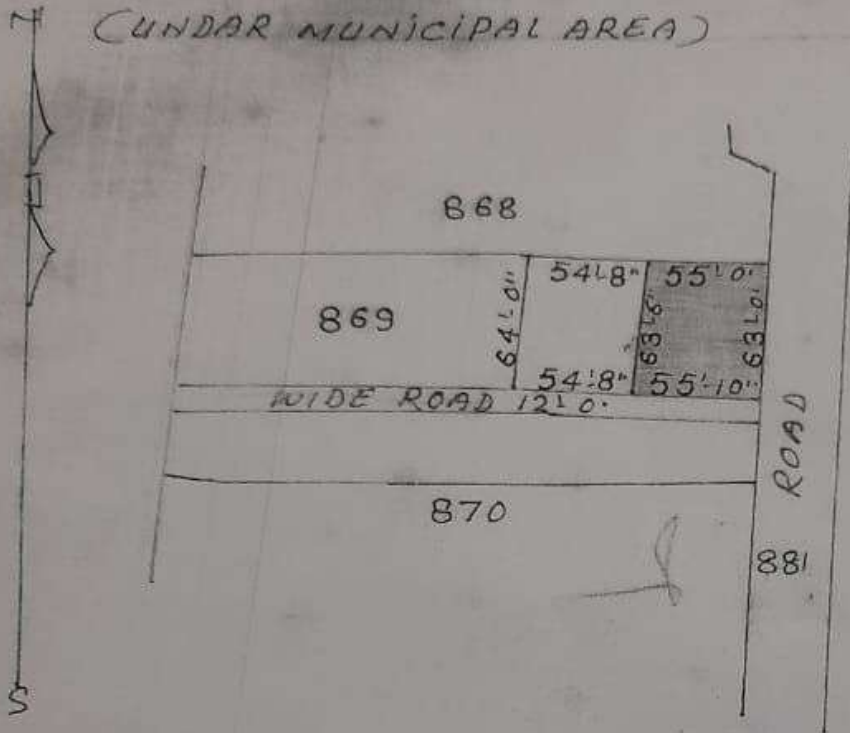 N
(UNDAR MUNICIPAL AREA)
868
54'-8" 55'-0"
869
64'-0"
63'-6"
63'-0"
54'-8" 55'-10"
WIDE ROAD 12'-0"
ROAD
870
881
S